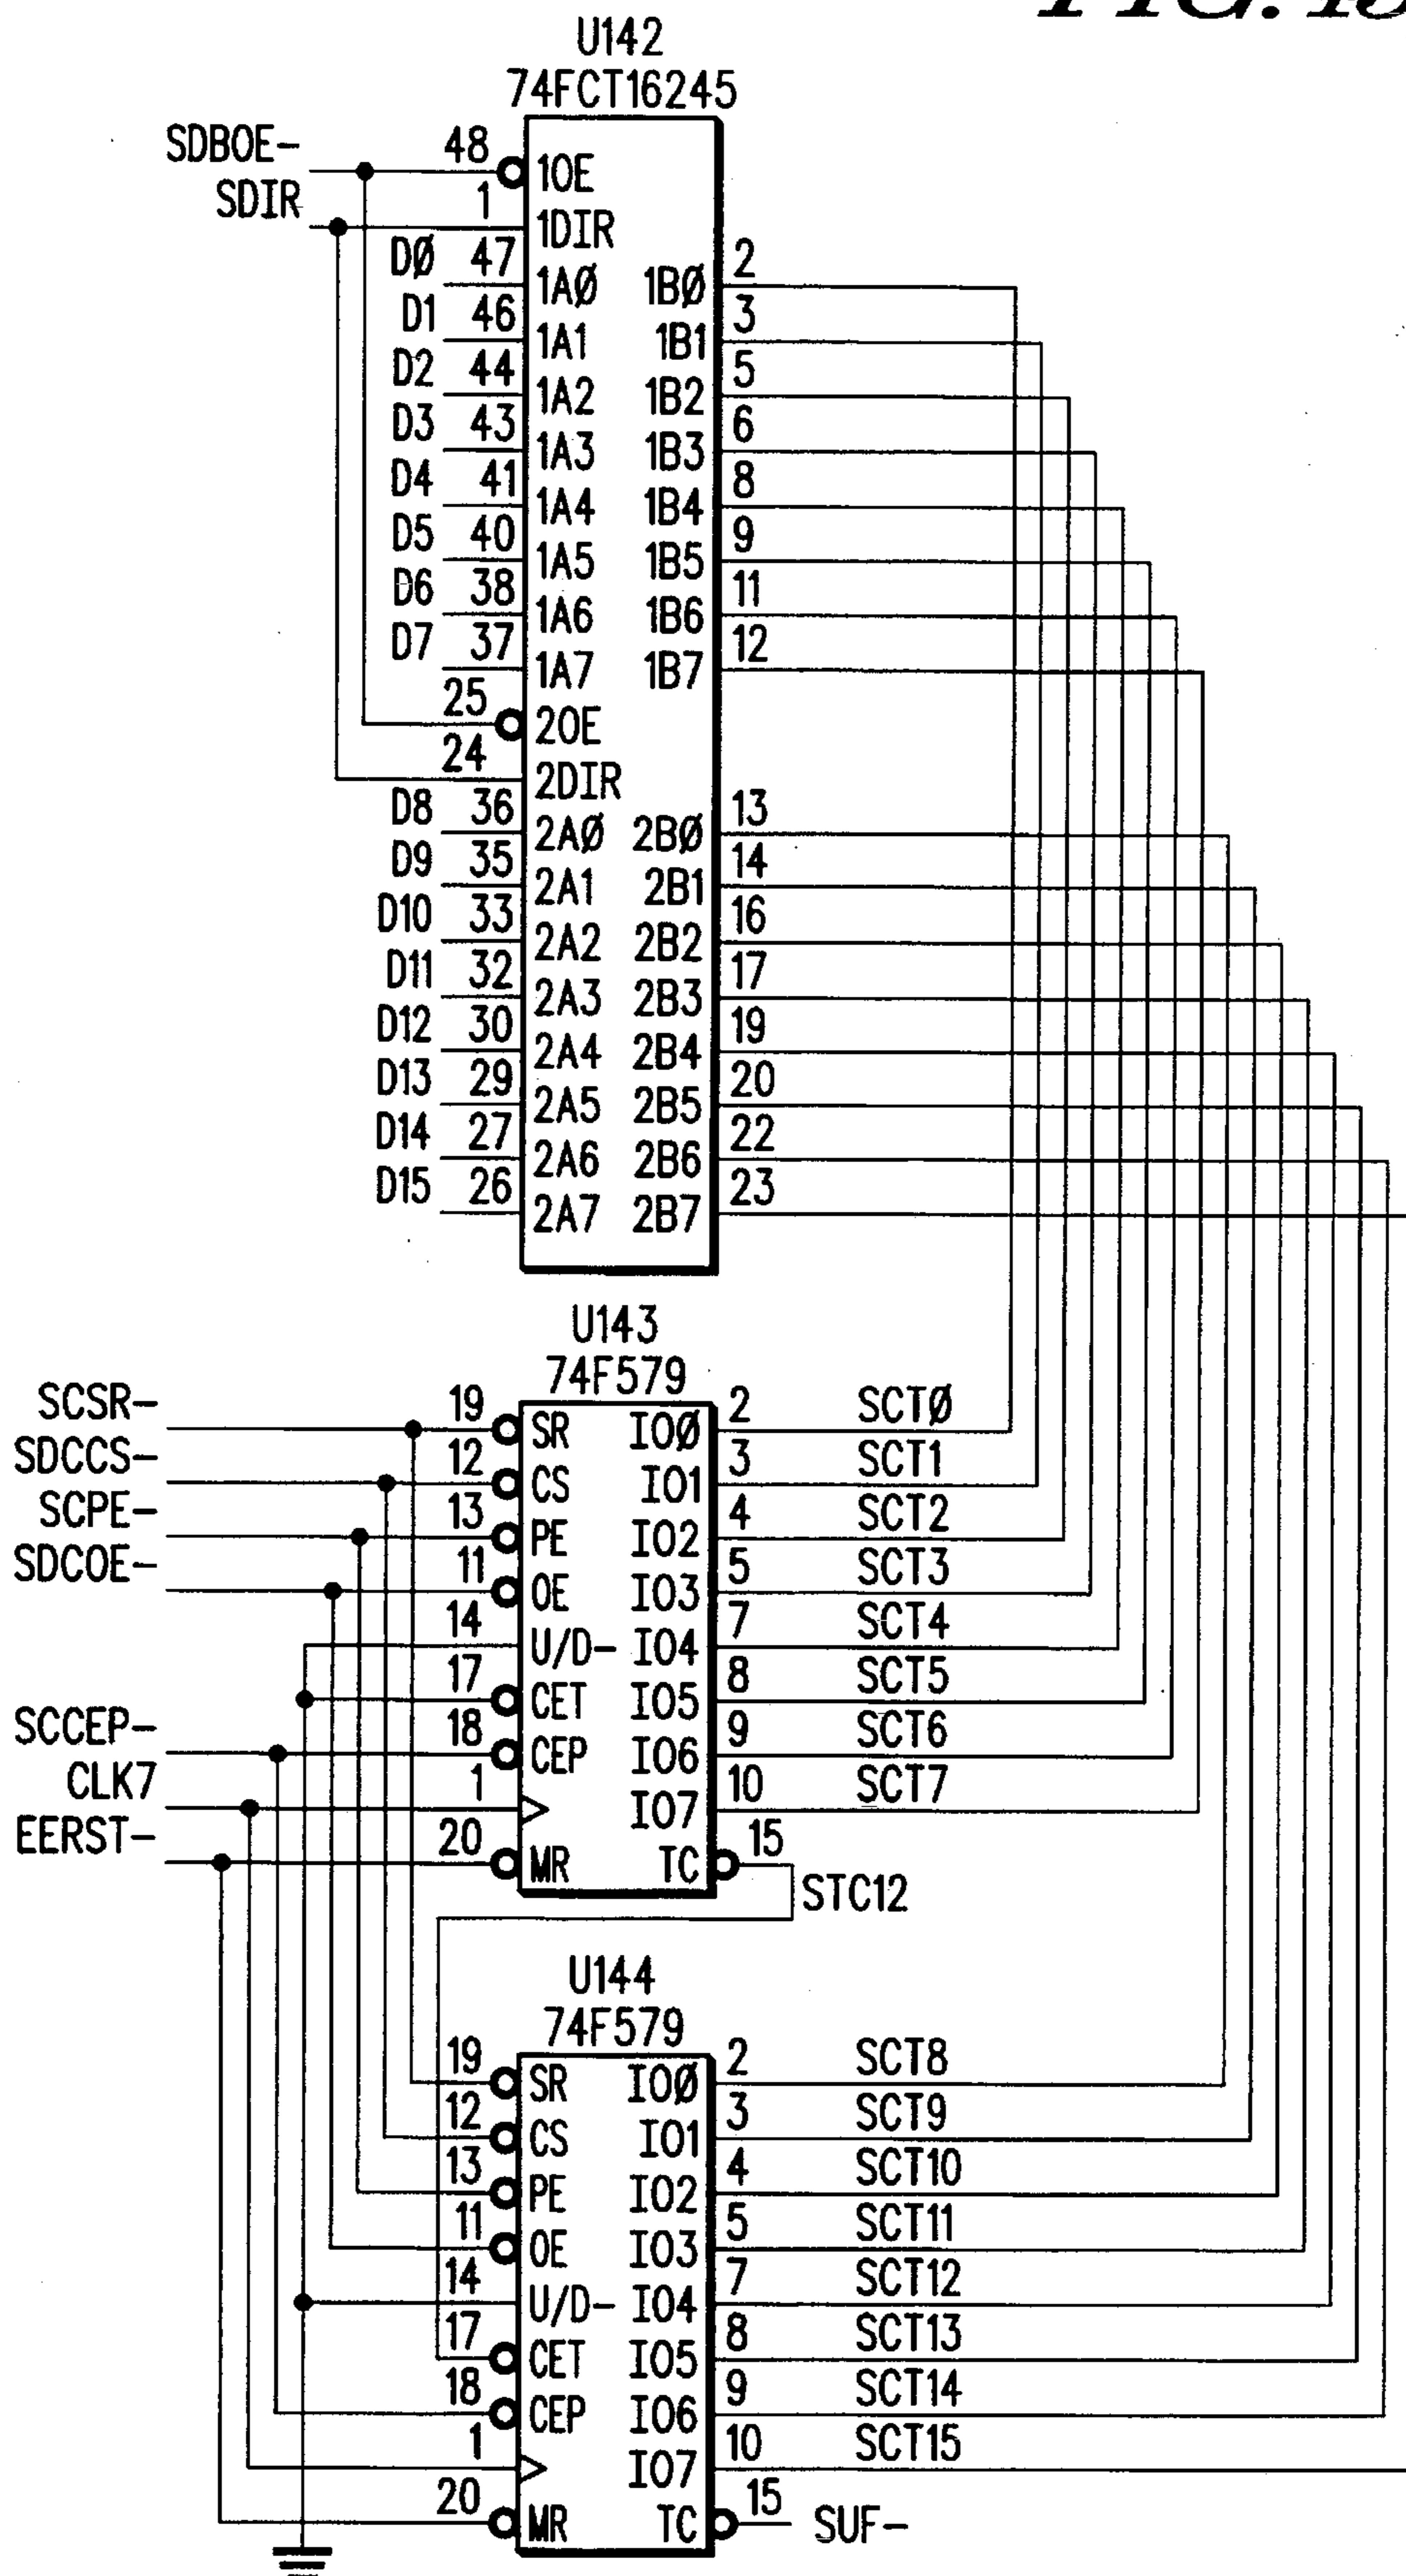 U142
74FCT16245
SDBOE- 48 1OE
SDIR 1 1DIR
DØ 47 1AØ 1BØ 2
D1 46 1A1 1B1 3
D2 44 1A2 1B2 5
D3 43 1A3 1B3 6
D4 41 1A4 1B4 8
D5 40 1A5 1B5 9
D6 38 1A6 1B6 11
D7 37 1A7 1B7 12
25 2OE
24 2DIR
D8 36 2AØ 2BØ 13
D9 35 2A1 2B1 14
D10 33 2A2 2B2 16
D11 32 2A3 2B3 17
D12 30 2A4 2B4 19
D13 29 2A5 2B5 20
D14 27 2A6 2B6 22
D15 26 2A7 2B7 23
U143
74F579
SCSR- 19 SR IOØ 2 SCTØ
SDCCS- 12 CS IO1 3 SCT1
SCPE- 13 PE IO2 4 SCT2
SDCOE- 11 OE IO3 5 SCT3
14 U/D- IO4 7 SCT4
17 CET IO5 8 SCT5
SCCEP- 18 CEP IO6 9 SCT6
CLK7 1 IO7 10 SCT7
EERST- 20 MR TC 15
STC12
U144
74F579
19 SR IOØ 2 SCT8
12 CS IO1 3 SCT9
13 PE IO2 4 SCT10
11 OE IO3 5 SCT11
14 U/D- IO4 7 SCT12
17 CET IO5 8 SCT13
18 CEP IO6 9 SCT14
1 IO7 10 SCT15
20 MR TC 15 SUF-